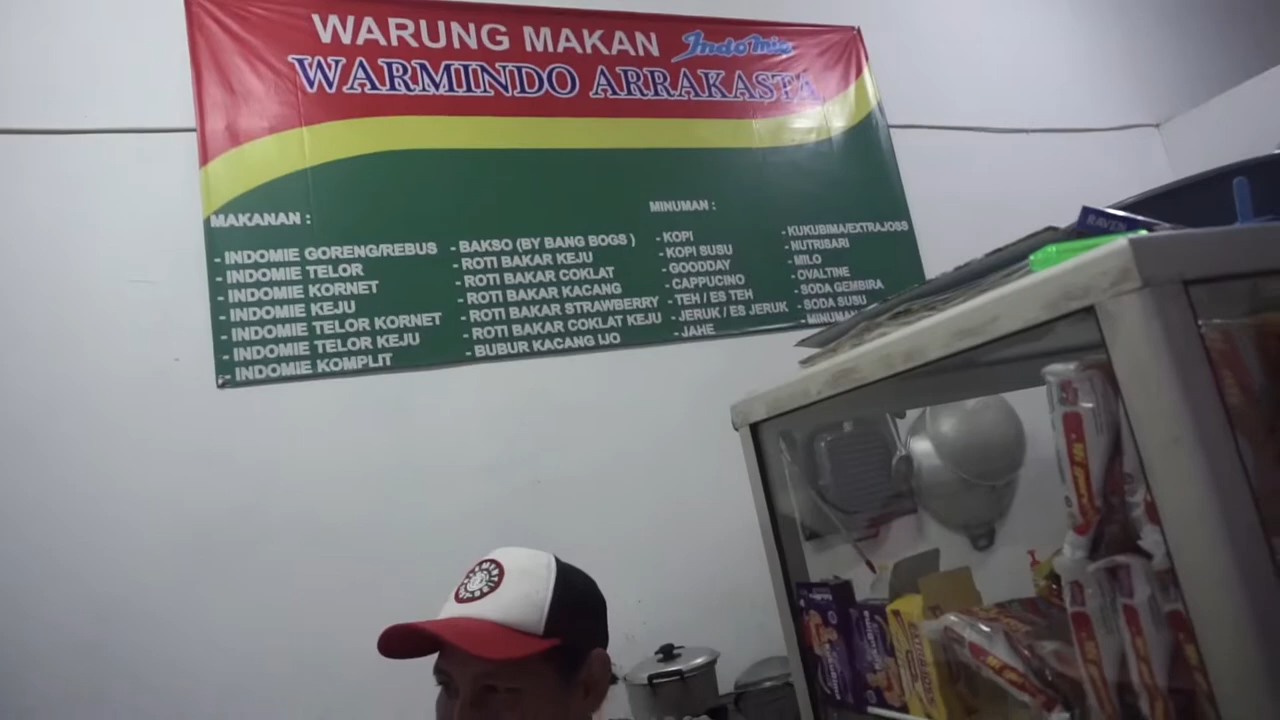 WARUNG MAKAN Indomie
WARMINDO ARRAKASTA
MAKANAN :
- INDOMIE GORENG/REBUS
- INDOMIE TELOR
- INDOMIE KORNET
- INDOMIE KEJU
- INDOMIE TELOR KORNET
- INDOMIE TELOR KEJU
- INDOMIE KOMPLIT
- BAKSO (BY BANG BOGS )
- ROTI BAKAR KEJU
- ROTI BAKAR COKLAT
- ROTI BAKAR KACANG
- ROTI BAKAR STRAWBERRY
- ROTI BAKAR COKLAT KEJU
- BUBUR KACANG IJO
MINUMAN :
- KOPI
- KOPI SUSU
- GOODDAY
- CAPPUCINO
- TEH / ES TEH
- JERUK / ES JERUK
- JAHE
- KUKUBIMA/EXTRAJOSS
- NUTRISARI
- MILO
- OVALTINE
- SODA GEMBIRA
- SODA SUSU
- MINUMAN
RAVEN